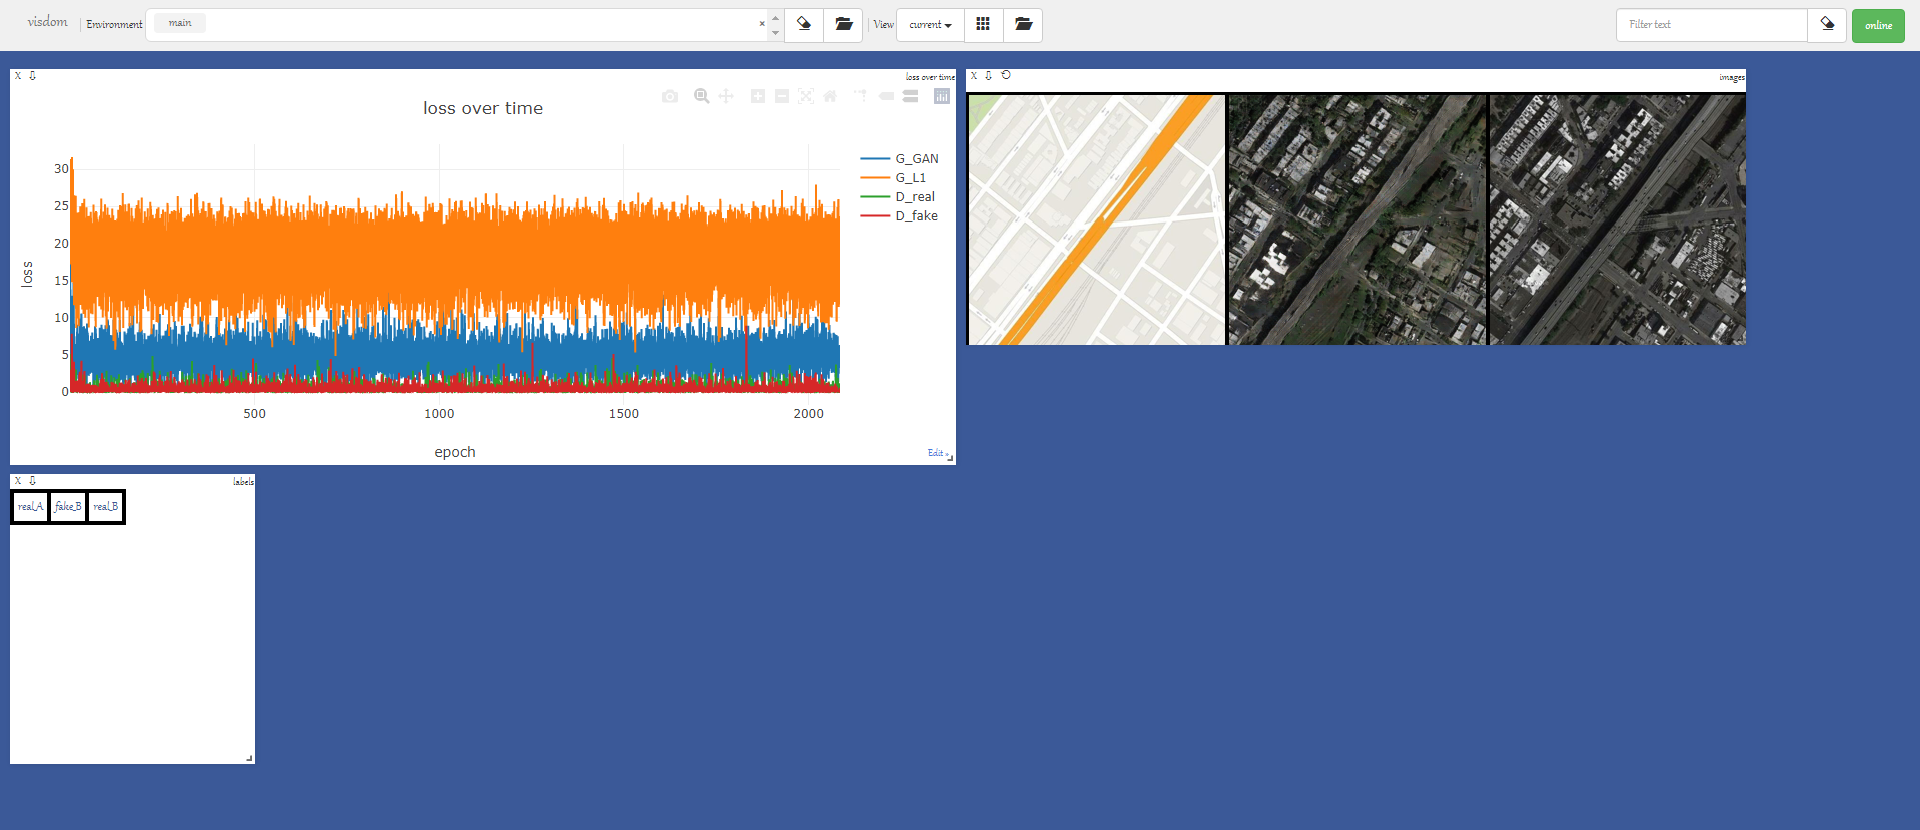 visdom Environment main × View current Filter text online
X loss over time
loss over time
G_GAN
G_L1
D_real
D_fake
loss
30
25
20
15
10
5
0
500 1000 1500 2000
epoch
Edit »
X images
X labels
real_A fake_B real_B